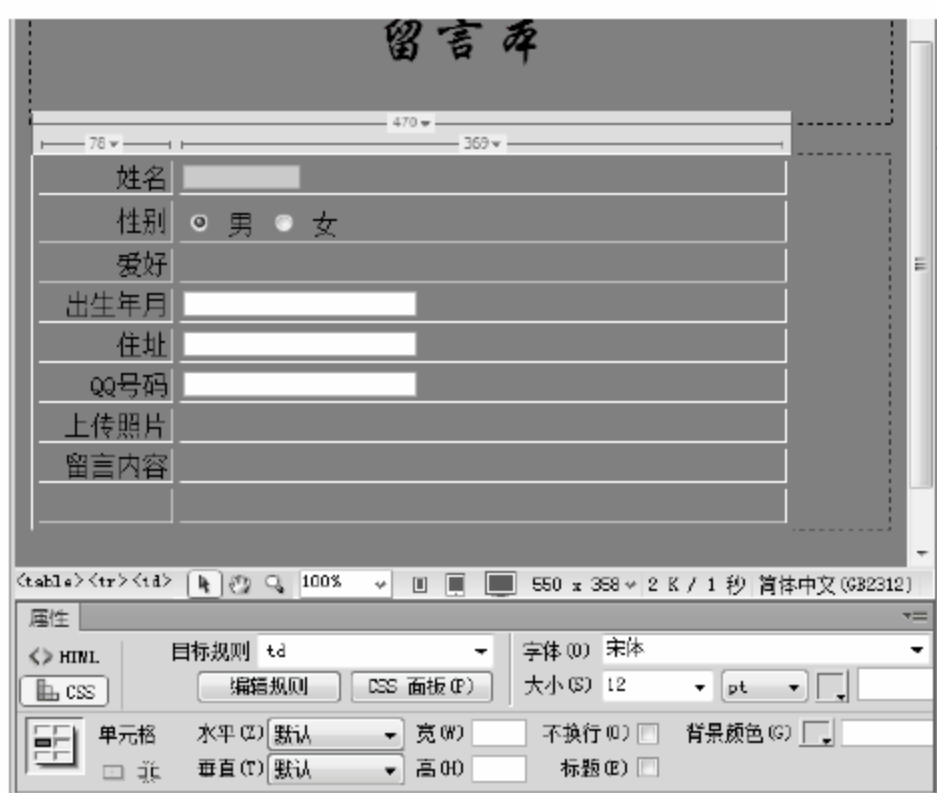 留言本
470
78 369
姓名
性别 男 女
爱好
出生年月
住址
QQ号码
上传照片
留言内容
<table><tr><td> 100% 550 x 358 2 K / 1 秒 简体中文(GB2312)
属性
<> HTML 目标规则 td 字体(O) 宋体
CSS 编辑规则 CSS 面板(P) 大小(S) 12 pt
单元格 水平(Z) 默认 宽(W) 不换行(O) 背景颜色(G)
垂直(T) 默认 高(H) 标题(E)